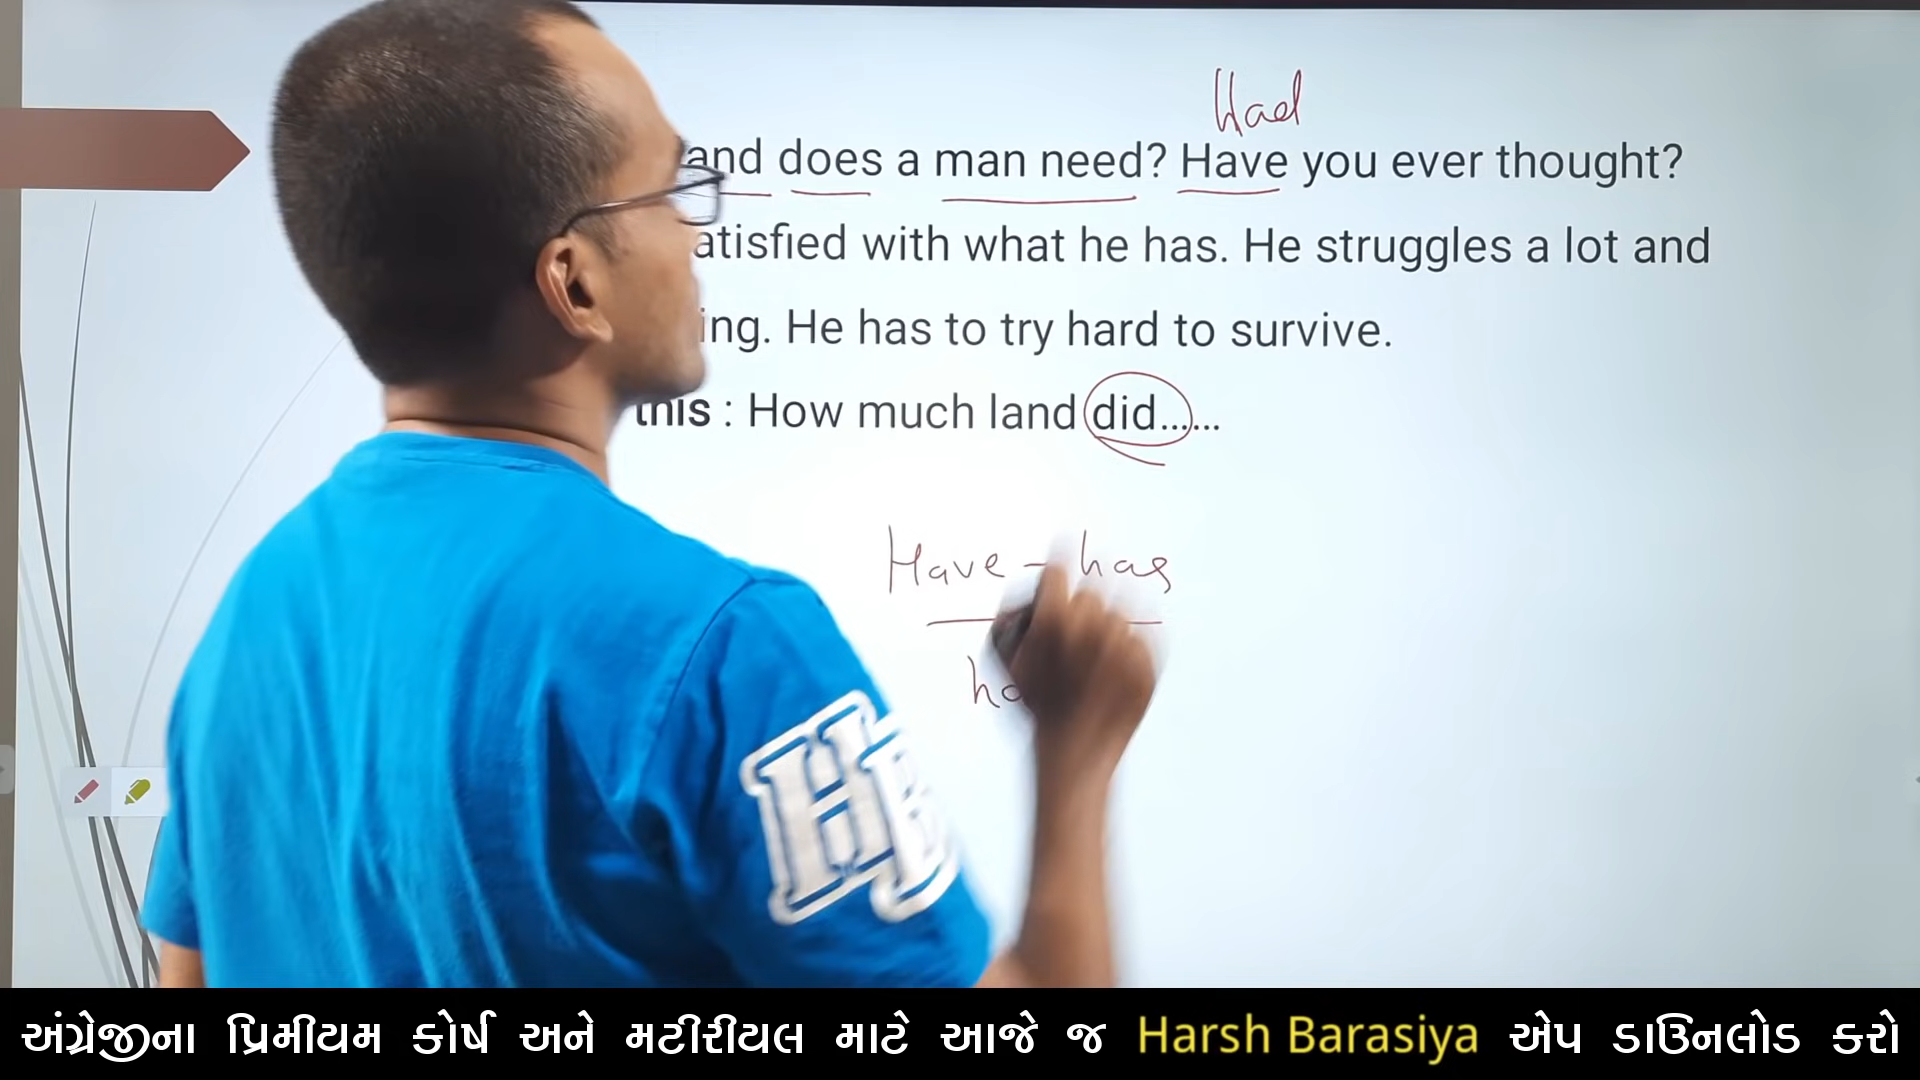 Had
and does a man need? Have you ever thought?
atisfied with what he has. He struggles a lot and
ing. He has to try hard to survive.
this : How much land did......
Have - has
HB
અંગ્રેજીના પ્રિમીયમ કોર્ષ અને મટીરીયલ માટે આજે જ Harsh Barasiya એપ ડાઉનલોડ કરો